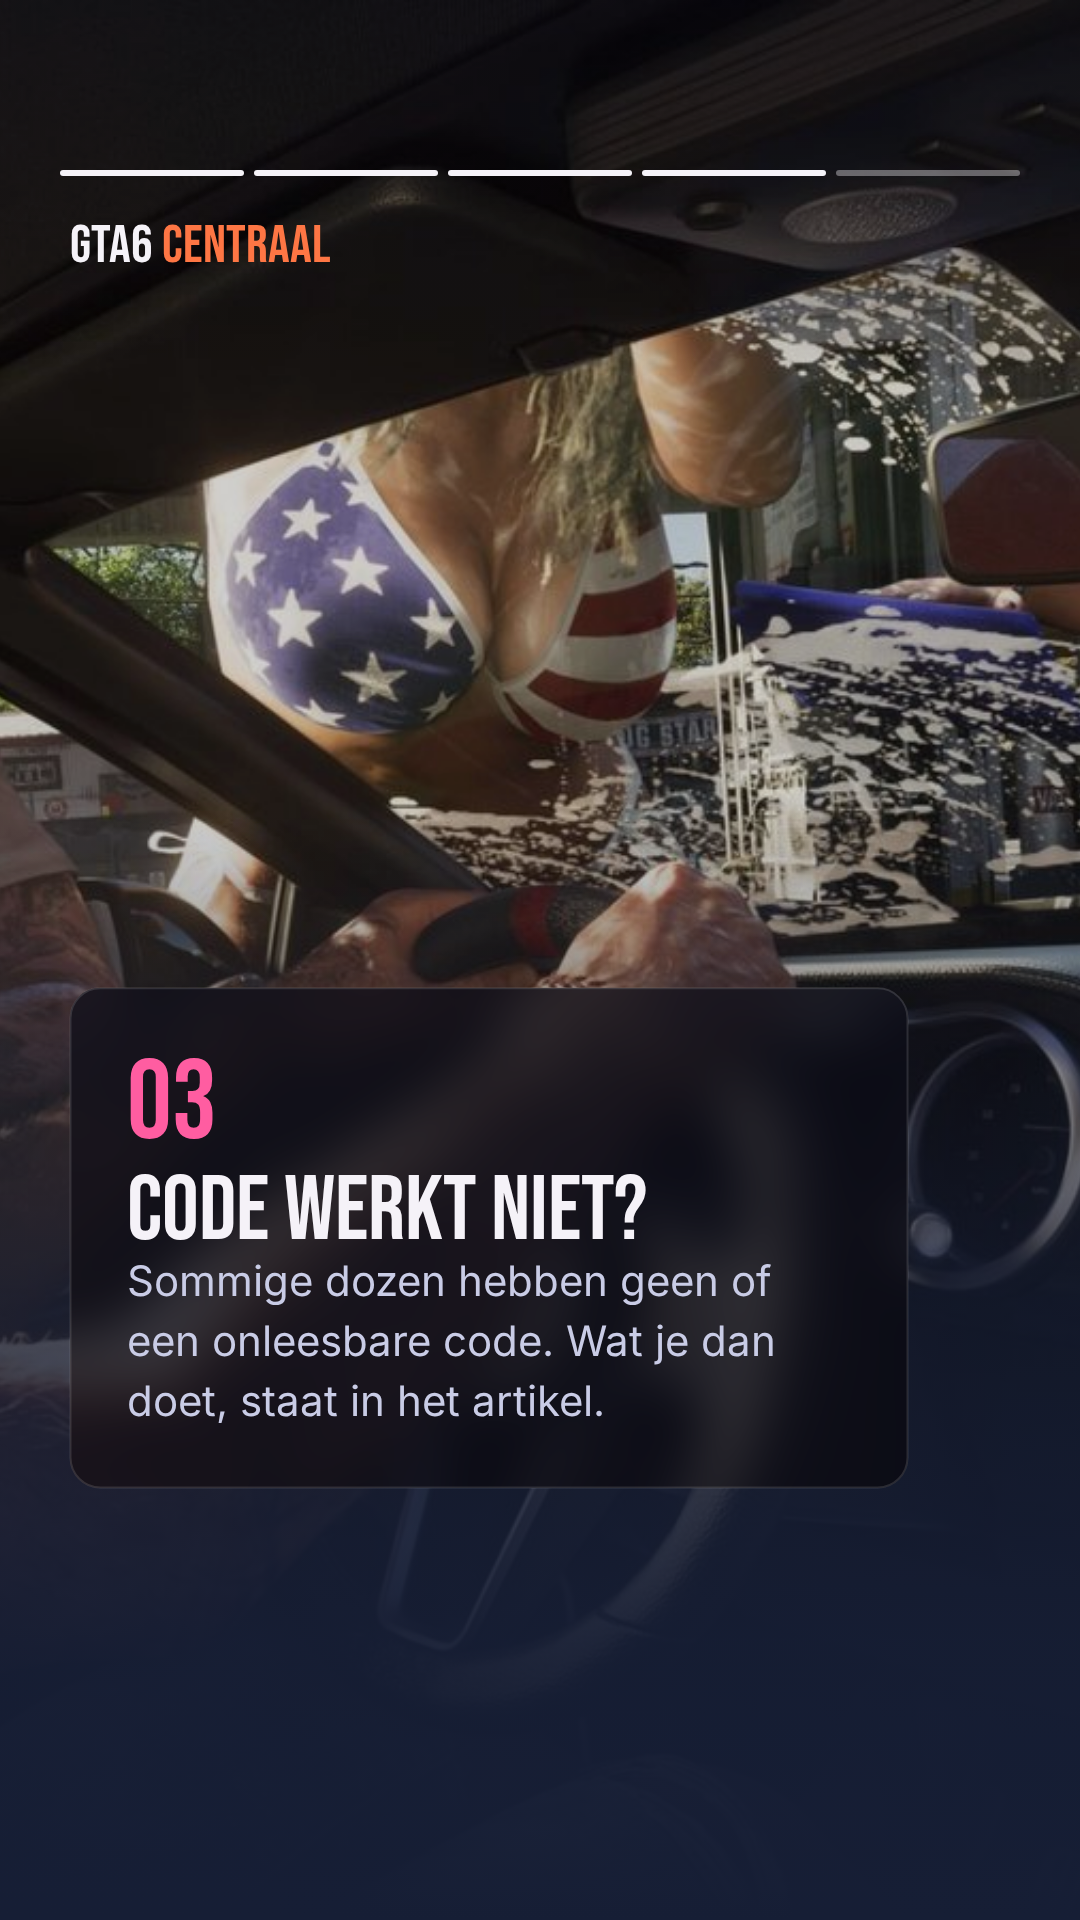 GTA6 CENTRAAL
03
CODE WERKT NIET?
Sommige dozen hebben geen of
een onleesbare code. Wat je dan
doet, staat in het artikel.